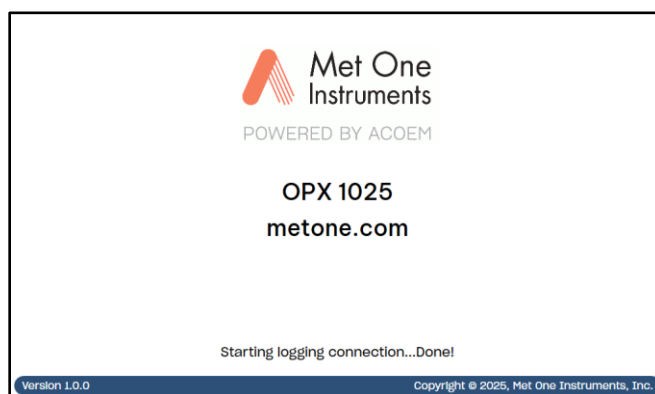 Met One
Instruments
POWERED BY ACOEM
OPX 1025
metone.com
Starting logging connection...Done!
Version 1.0.0
Copyright © 2025, Met One Instruments, Inc.